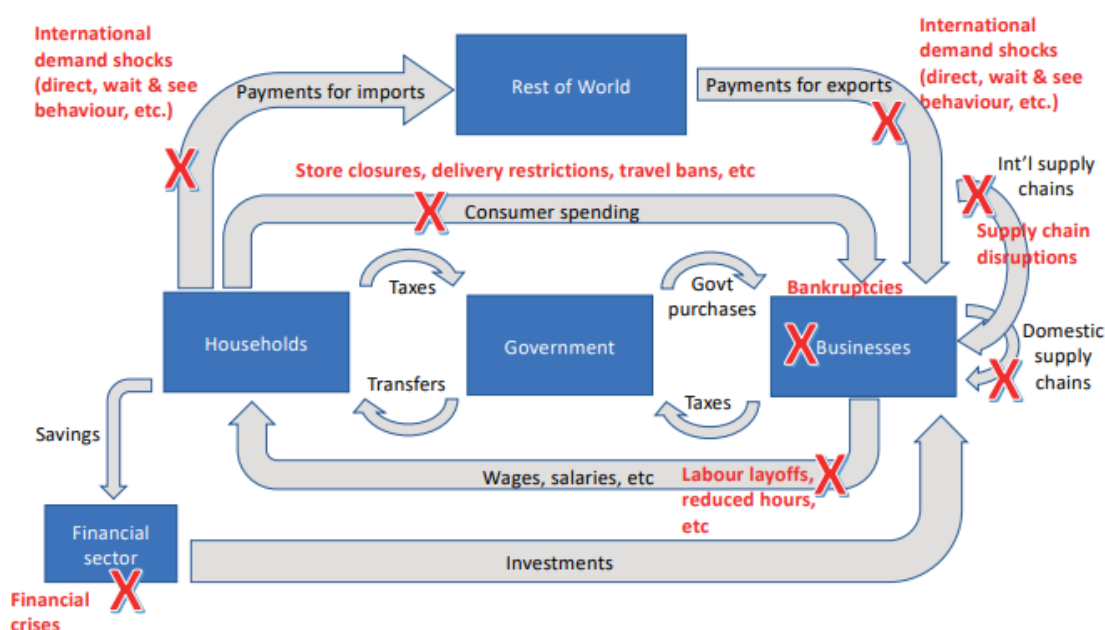 International
demand shocks
(direct, wait & see
behaviour, etc.)
Payments for imports
Rest of World
Payments for exports
International
demand shocks
(direct, wait & see
behaviour, etc.)
Store closures, delivery restrictions, travel bans, etc
Consumer spending
Int'l supply
chains
Supply chain
disruptions
Taxes
Govt
purchases
Bankruptcies
Households
Government
Businesses
Domestic
supply
chains
Transfers
Taxes
Savings
Wages, salaries, etc
Labour layoffs,
reduced hours,
etc
Financial
sector
Investments
Financial
crises